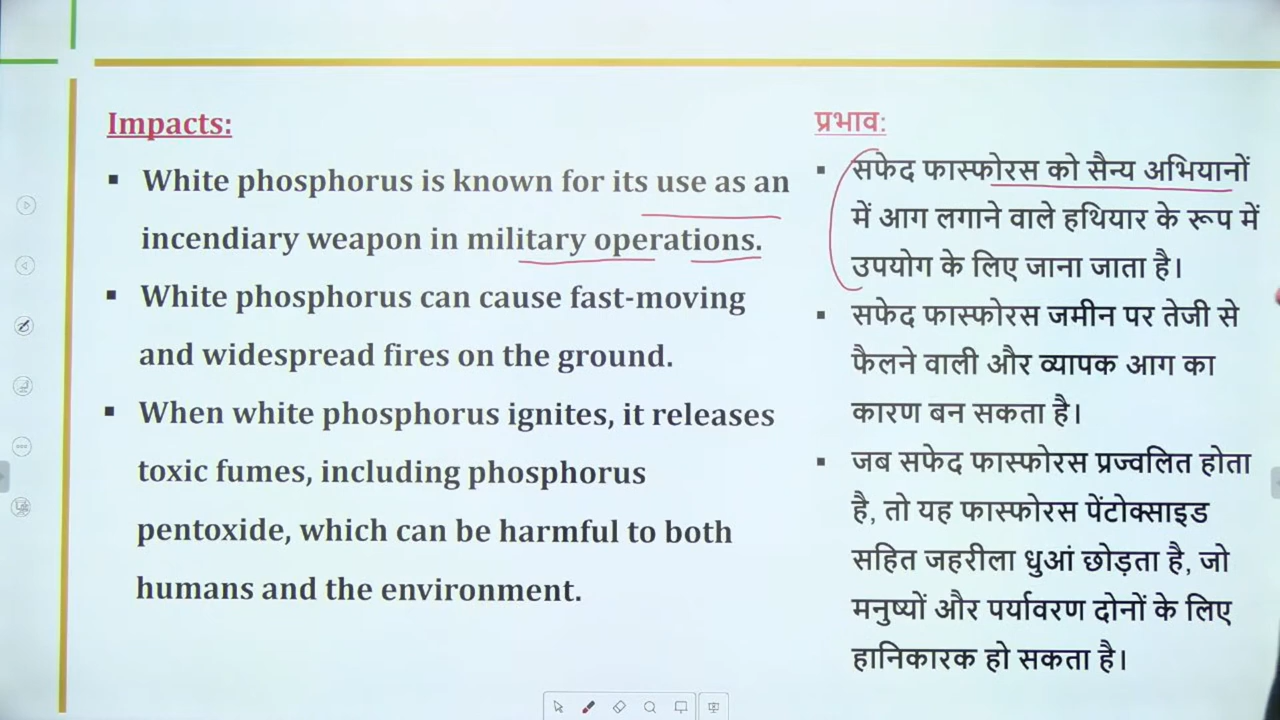 Impacts:
▪ White phosphorus is known for its use as an
incendiary weapon in military operations.
▪ White phosphorus can cause fast-moving
and widespread fires on the ground.
▪ When white phosphorus ignites, it releases
toxic fumes, including phosphorus
pentoxide, which can be harmful to both
humans and the environment.
प्रभाव:
▪ सफेद फास्फोरस को सैन्य अभियानों
में आग लगाने वाले हथियार के रूप में
उपयोग के लिए जाना जाता है।
▪ सफेद फास्फोरस जमीन पर तेजी से
फैलने वाली और व्यापक आग का
कारण बन सकता है।
▪ जब सफेद फास्फोरस प्रज्वलित होता
है, तो यह फास्फोरस पेंटोक्साइड
सहित जहरीला धुआं छोड़ता है, जो
मनुष्यों और पर्यावरण दोनों के लिए
हानिकारक हो सकता है।